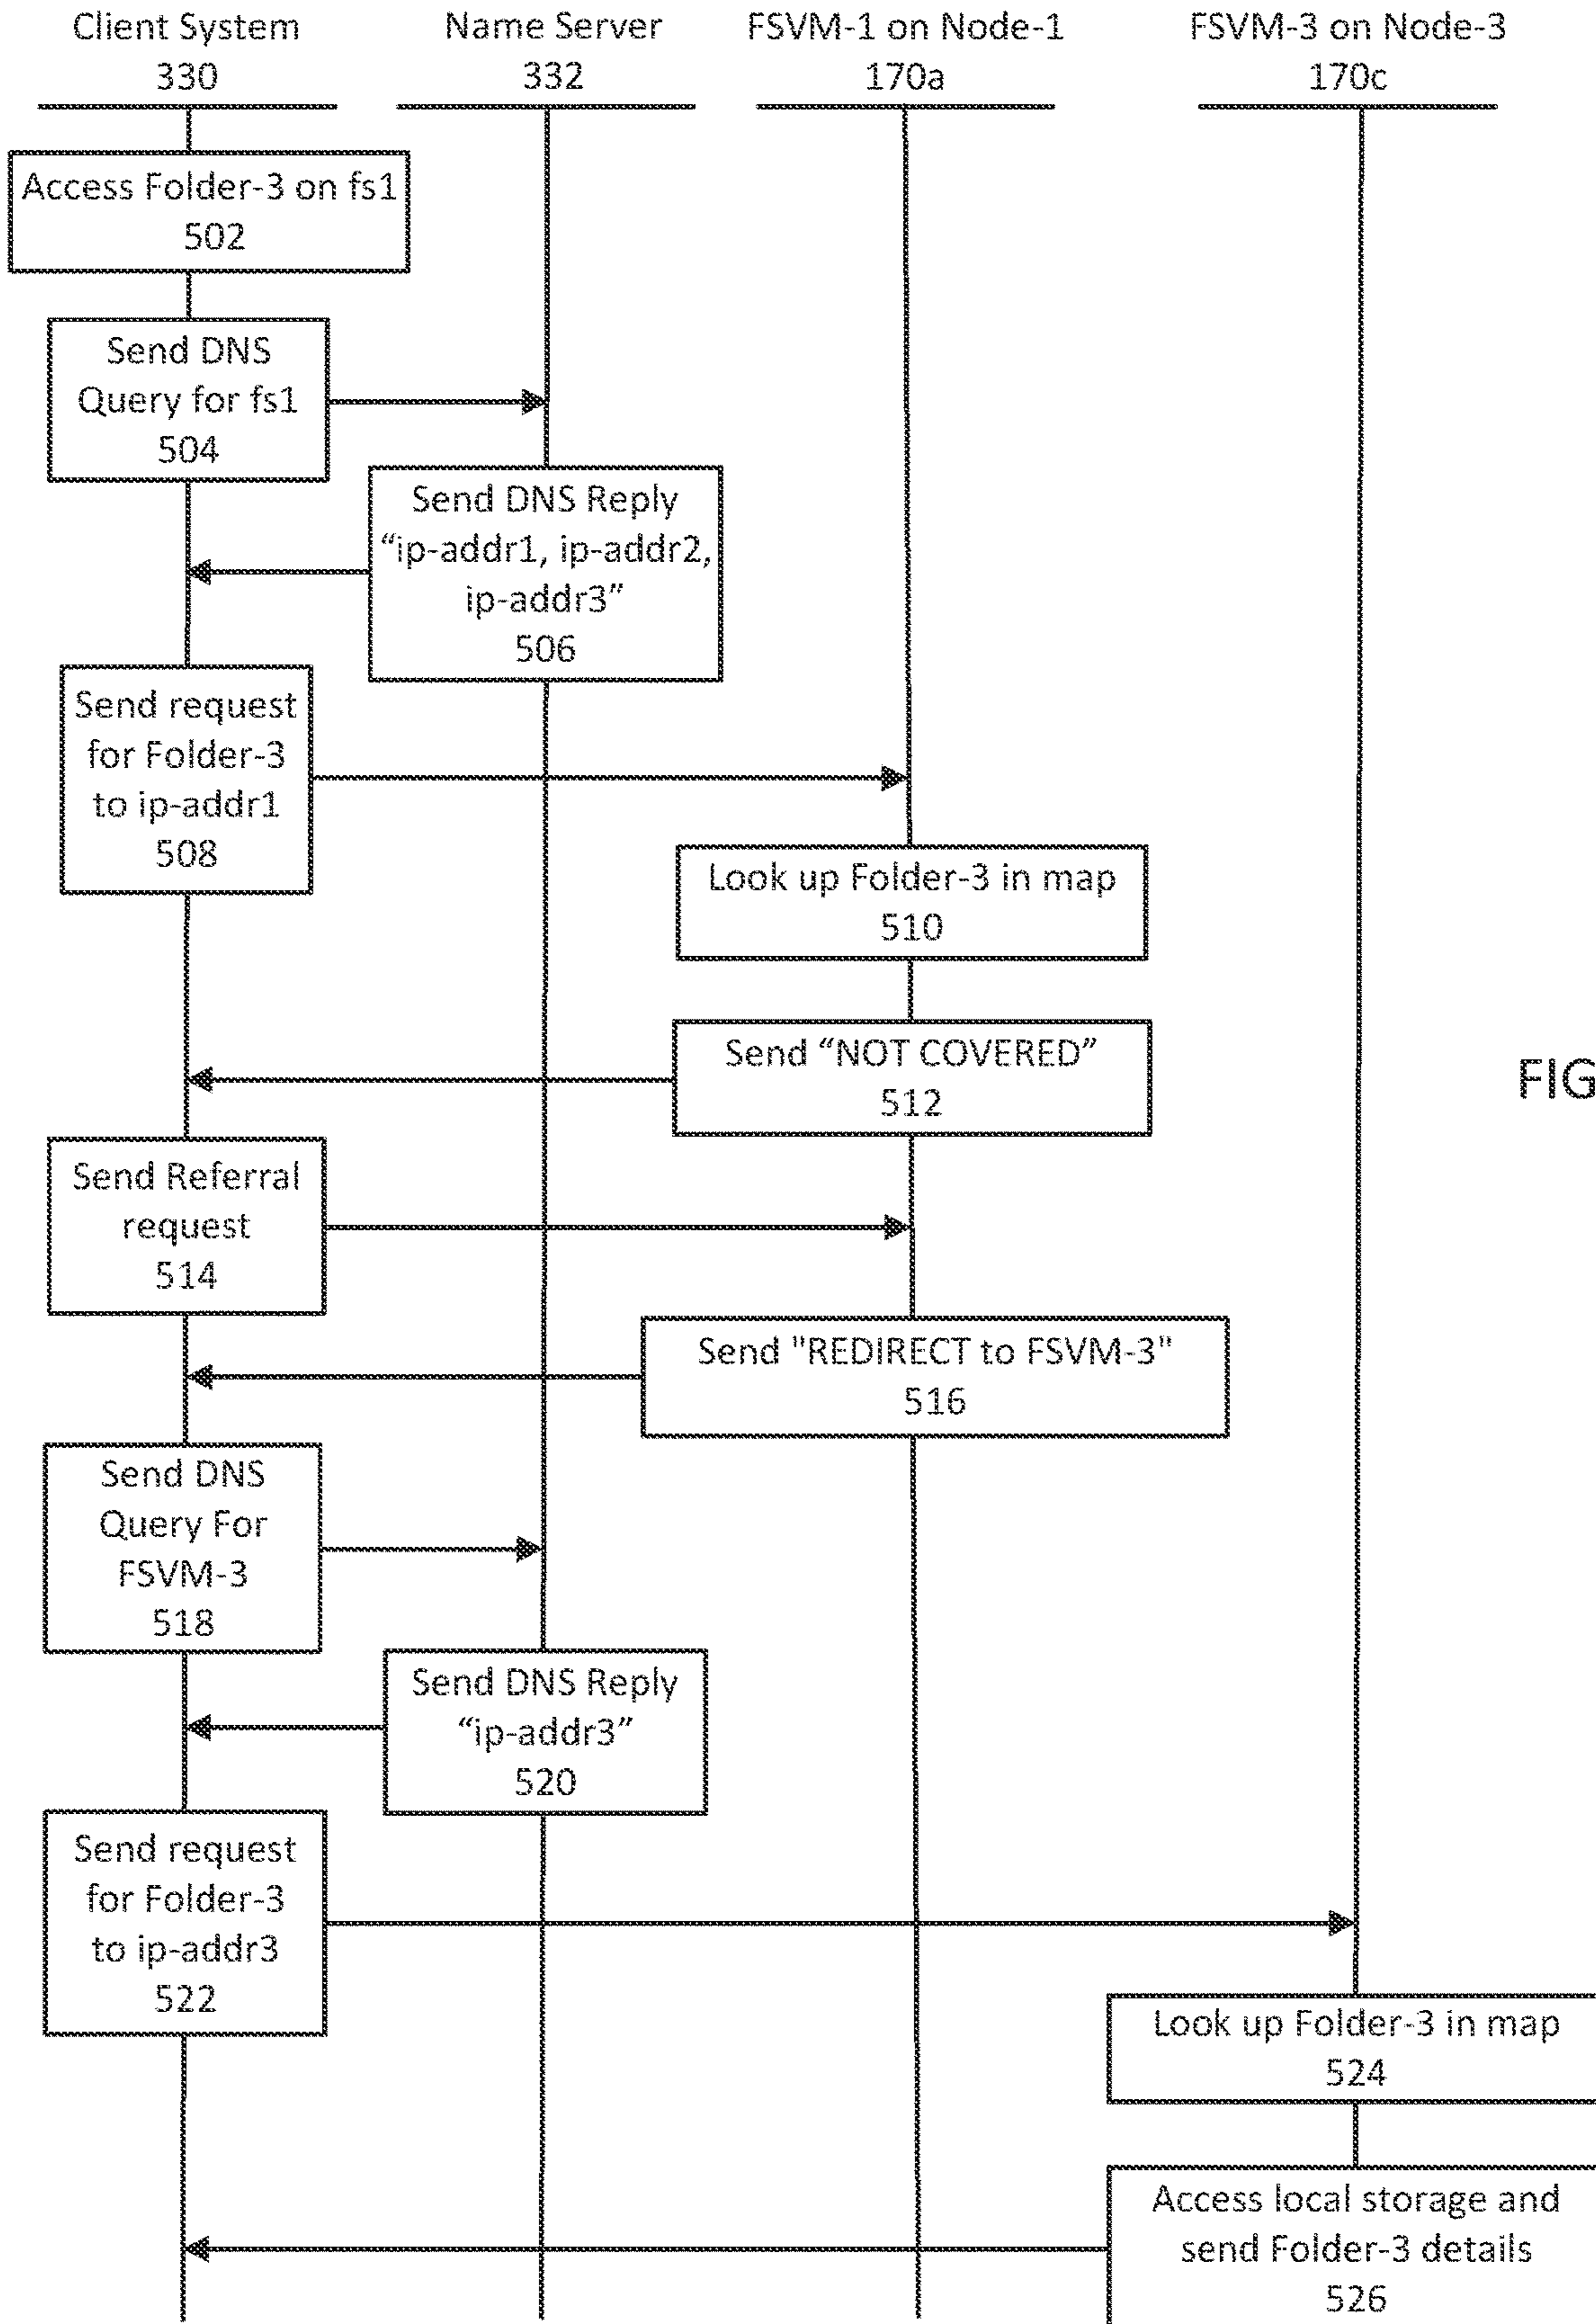 Client System
330
Name Server
332
FSVM-1 on Node-1
170a
FSVM-3 on Node-3
170c
Access Folder-3 on fs1
502
Send DNS
Query for fs1
504
Send DNS Reply
“ip-addr1, ip-addr2,
ip-addr3”
506
Send request
for Folder-3
to ip-addr1
508
Look up Folder-3 in map
510
Send “NOT COVERED”
512
FIG
Send Referral
request
514
Send "REDIRECT to FSVM-3"
516
Send DNS
Query For
FSVM-3
518
Send DNS Reply
“ip-addr3”
520
Send request
for Folder-3
to ip-addr3
522
Look up Folder-3 in map
524
Access local storage and
send Folder-3 details
526